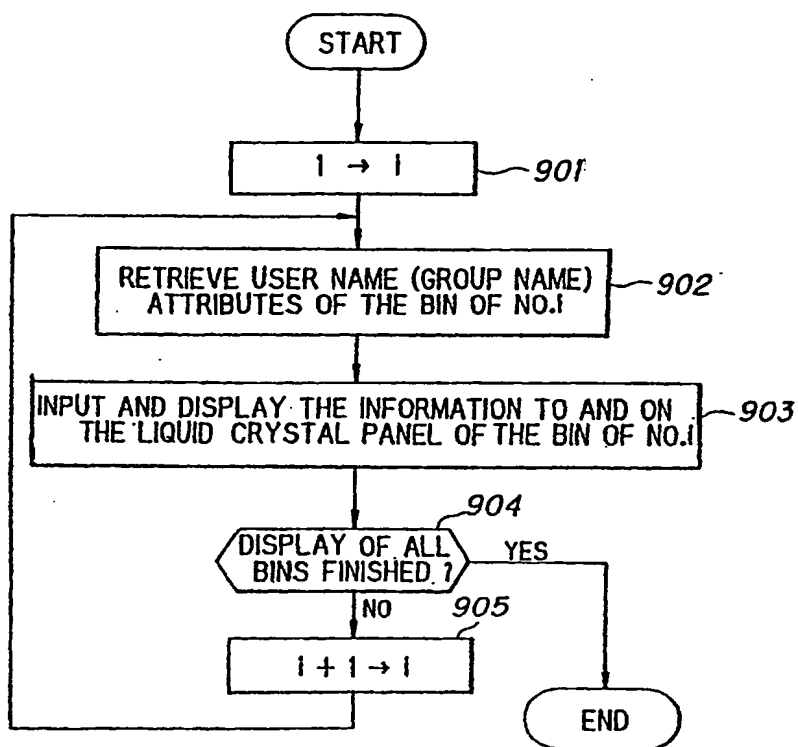 START
1 → i
901
RETRIEVE USER NAME (GROUP NAME)
ATTRIBUTES OF THE BIN OF NO.i
902
INPUT AND DISPLAY THE INFORMATION TO AND ON
THE LIQUID CRYSTAL PANEL OF THE BIN OF NO.i
903
904
DISPLAY OF ALL
BINS FINISHED ?
YES
NO
905
i + 1 → i
END